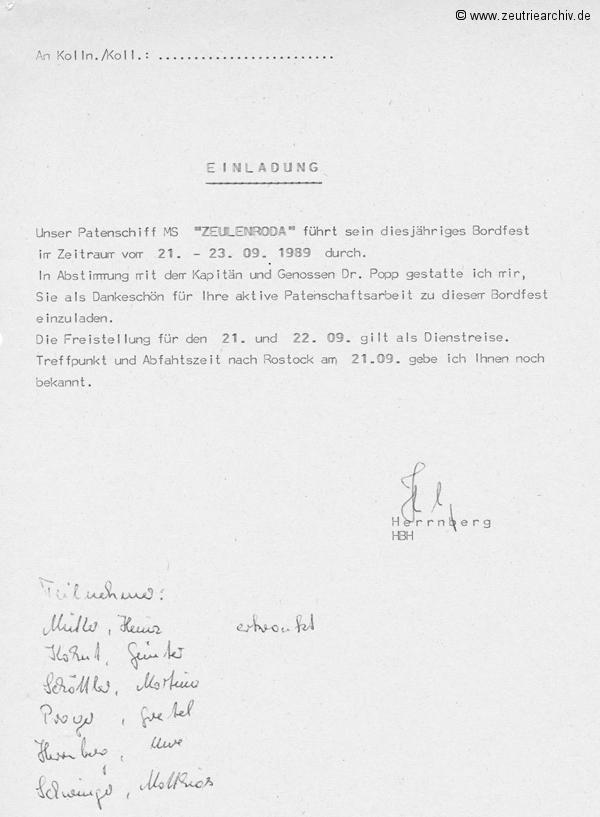 © www.zeutriearchiv.de
An Kolln./Koll.: ........................
EINLADUNG
Unser Patenschiff MS "ZEULENRODA" führt sein diesjähriges Bordfest
im Zeitraum vom 21. - 23. 09. 1989 durch.
In Abstimmung mit dem Kapitän und Genossen Dr. Popp gestatte ich mir,
Sie als Dankeschön für Ihre aktive Patenschaftsarbeit zu diesem Bordfest
einzuladen.
Die Freistellung für den 21. und 22. 09. gilt als Dienstreise.
Treffpunkt und Abfahtszeit nach Rostock am 21.09. gebe ich Ihnen noch
bekannt.
Herrnberg
HBH
Teilnehmer:
Müller, Heinz erkrankt
Kohut, Günter
Schöttler, Martina
Prager, Gretel
Herrnberg, Uwe
Schwinger, Matthias